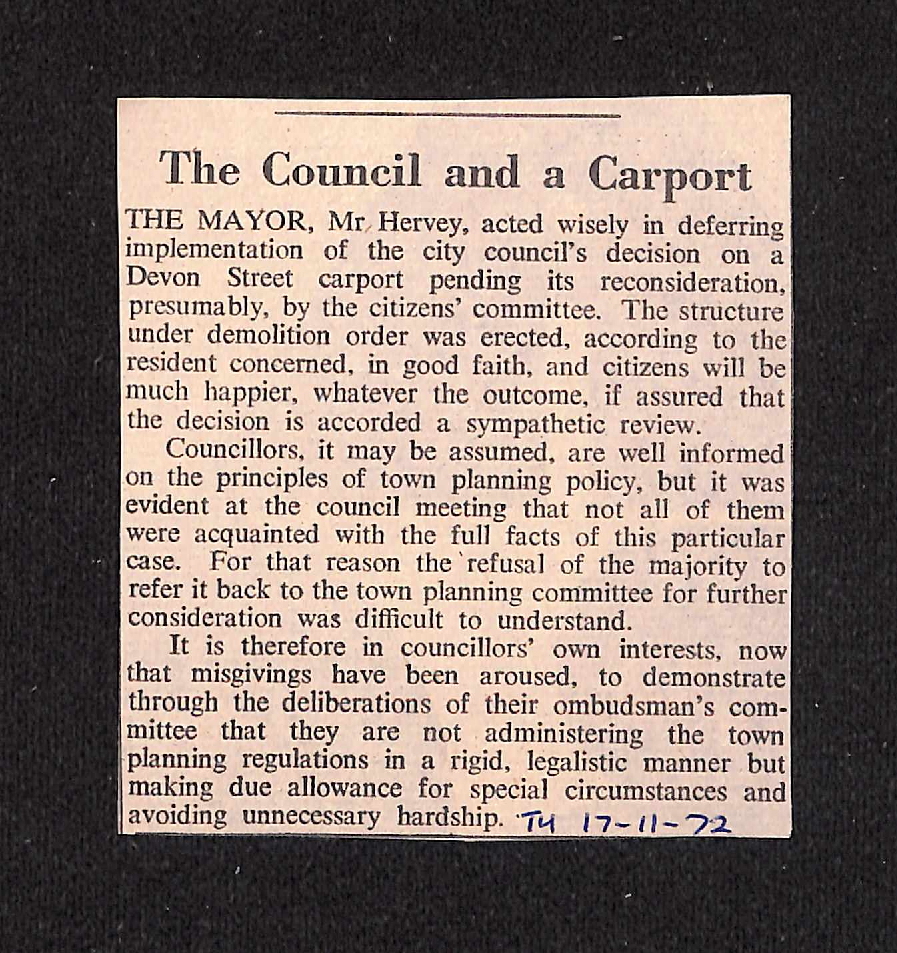 The Council and a Carport
THE MAYOR, Mr Hervey, acted wisely in deferring
implementation of the city council's decision on a
Devon Street carport pending its reconsideration,
presumably, by the citizens' committee. The structure
under demolition order was erected, according to the
resident concerned, in good faith, and citizens will be
much happier, whatever the outcome, if assured that
the decision is accorded a sympathetic review.
Councillors, it may be assumed, are well informed
on the principles of town planning policy, but it was
evident at the council meeting that not all of them
were acquainted with the full facts of this particular
case. For that reason the refusal of the majority to
refer it back to the town planning committee for further
consideration was difficult to understand.
It is therefore in councillors' own interests, now
that misgivings have been aroused, to demonstrate
through the deliberations of their ombudsman's com-
mittee that they are not administering the town
planning regulations in a rigid, legalistic manner but
making due allowance for special circumstances and
avoiding unnecessary hardship. 17-11-72